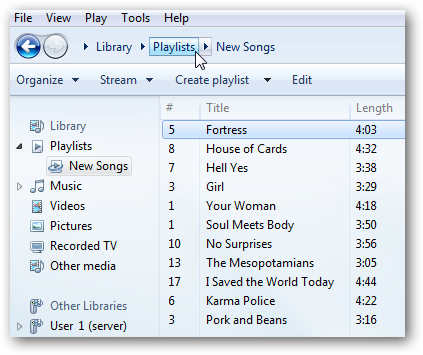 File View Play Tools Help
Library Playlists New Songs
Organize Stream Create playlist Edit
# Title Length
Library
Playlists
New Songs
Music
Videos
Pictures
Recorded TV
Other media
Other Libraries
User 1 (server)
5 Fortress 4:03
8 House of Cards 4:32
7 Hell Yes 3:38
3 Girl 3:29
1 Your Woman 4:18
1 Soul Meets Body 3:50
10 No Surprises 3:56
13 The Mesopotamians 3:05
17 I Saved the World Today 4:44
6 Karma Police 4:22
3 Pork and Beans 3:16